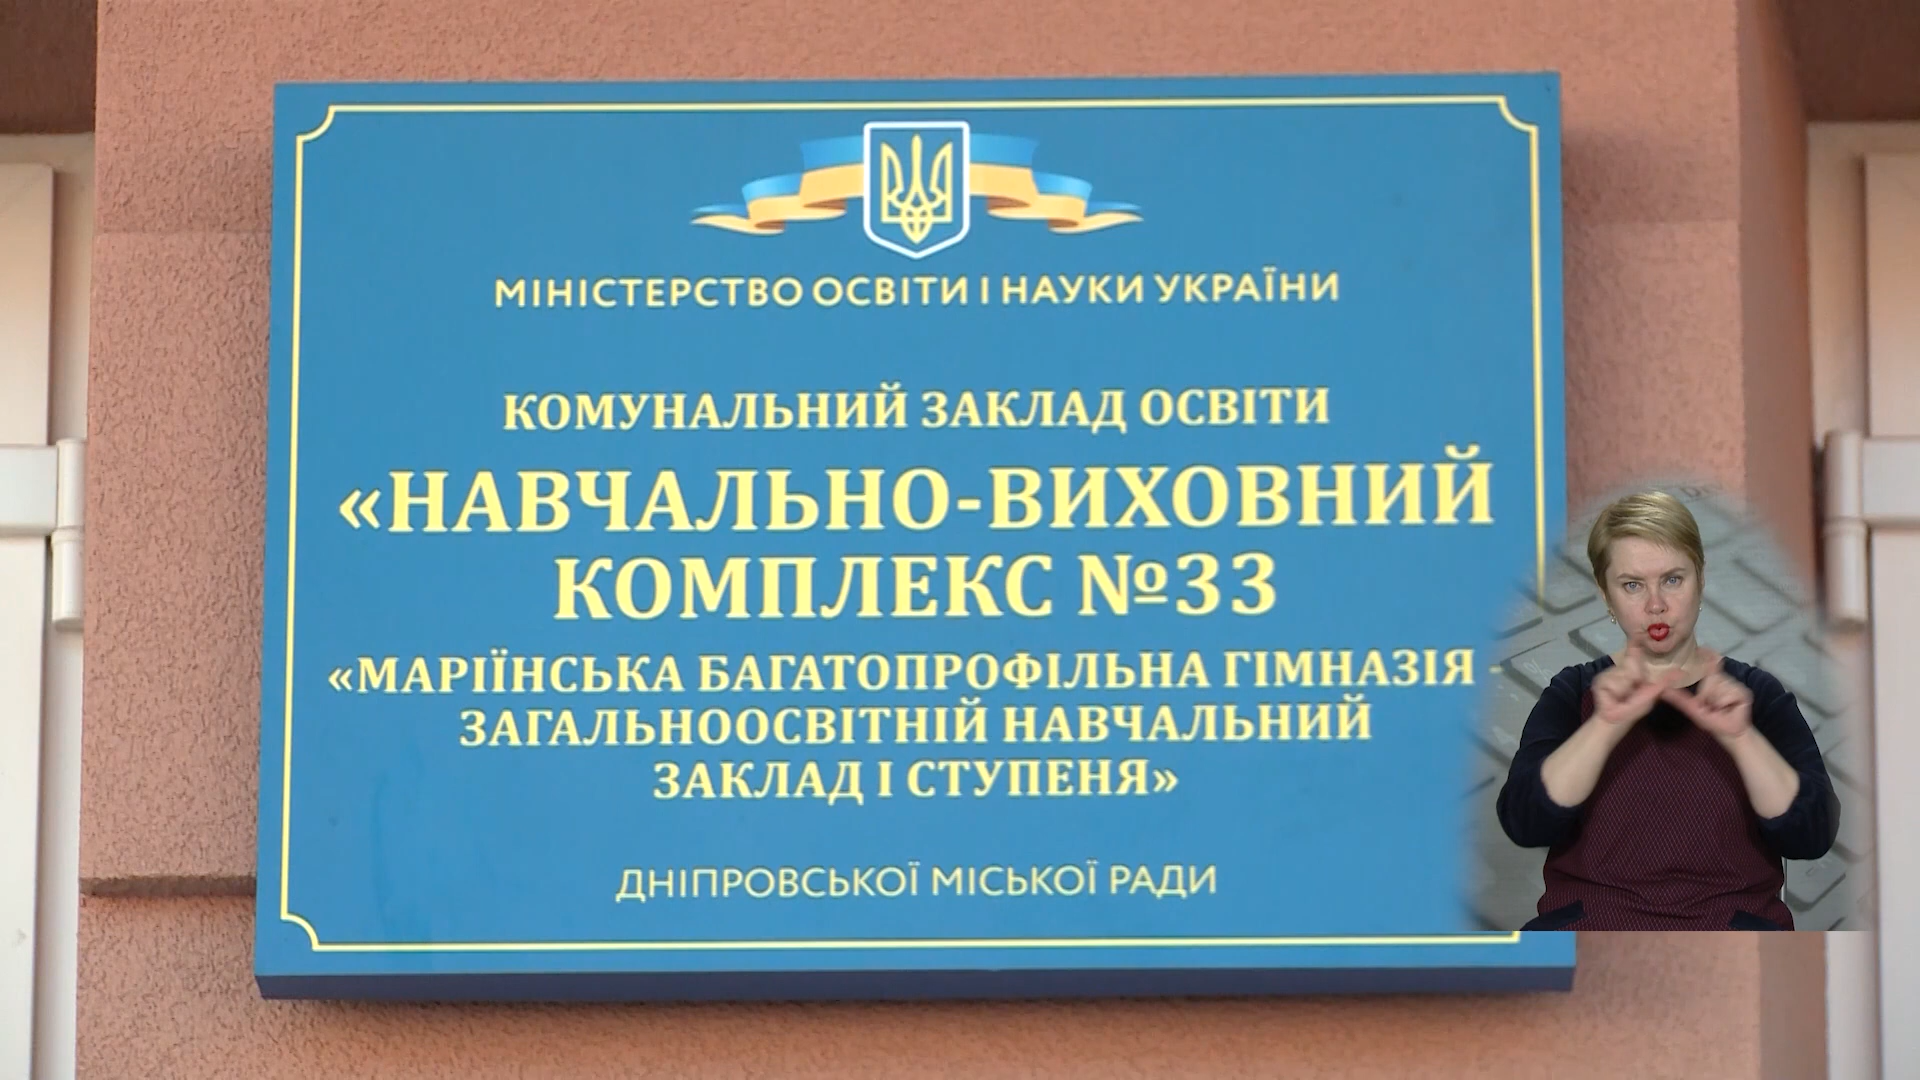 МІНІСТЕРСТВО ОСВІТИ І НАУКИ УКРАЇНИ
КОМУНАЛЬНИЙ ЗАКЛАД ОСВІТИ
«НАВЧАЛЬНО-ВИХОВНИЙ
КОМПЛЕКС №33
«МАРІЇНСЬКА БАГАТОПРОФІЛЬНА ГІМНАЗІЯ -
ЗАГАЛЬНООСВІТНІЙ НАВЧАЛЬНИЙ
ЗАКЛАД І СТУПЕНЯ»
ДНІПРОВСЬКОЇ МІСЬКОЇ РАДИ